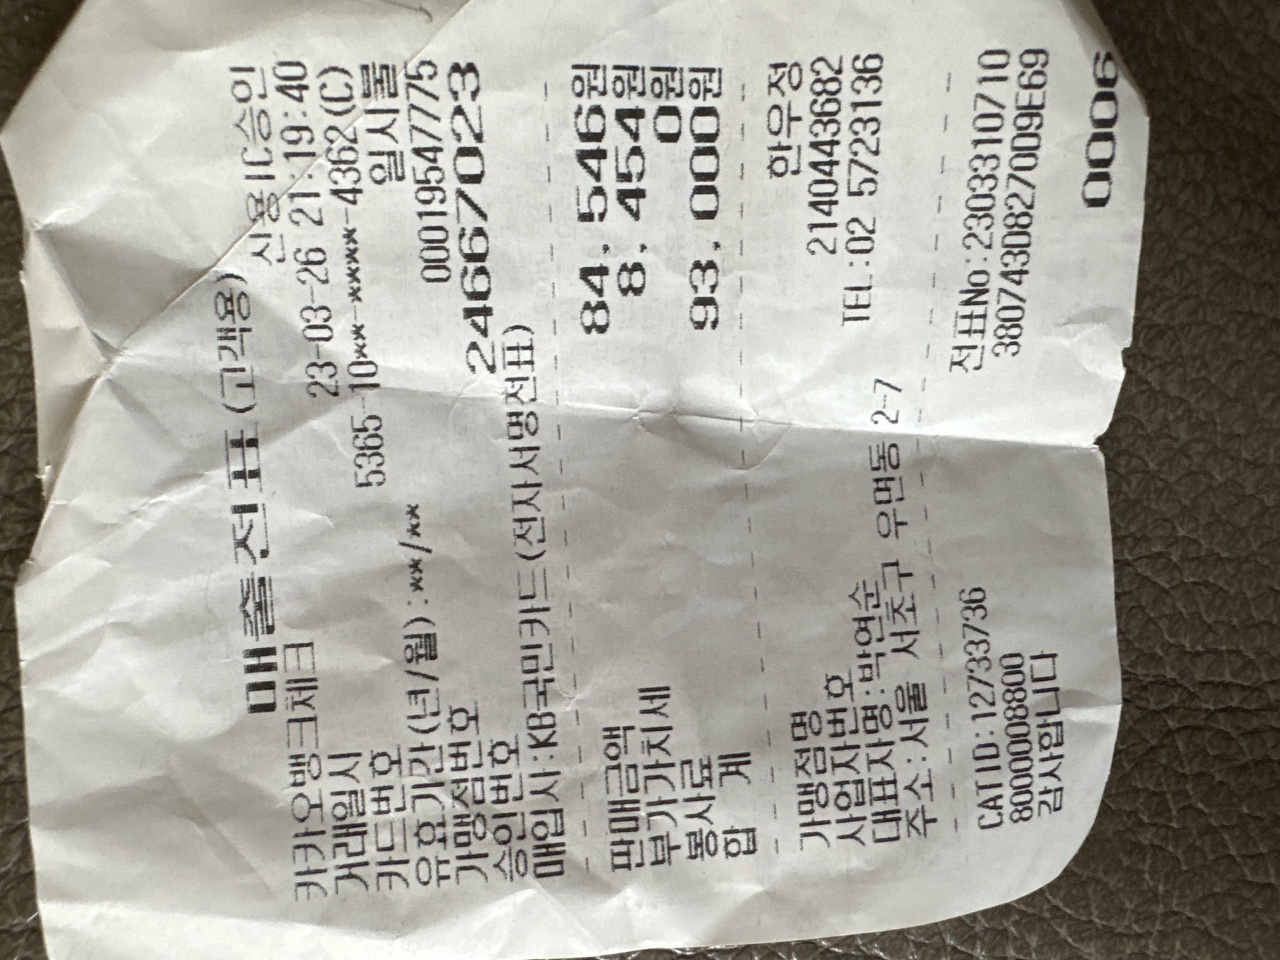 매출전표(고객용)
카카오뱅크체크 신용IC승인
거래일시 23-03-26 21:19:40
카드번호 5365-10**-****-4362(C)
유효기간(년/월):**/** 일시불
가맹점번호 00019547775
승인번호 24667023
매입사:KB국민카드(전자서명전표)
판매금액 84,546원
부가가치세 8,454원
봉사료 0원
합 계 93,000원
가맹점명 한우정
사업자번호 2140443682
대표자명:박연순 TEL:02 5723136
주소:서울 서초구 우면동 2-7
CATID:12733736 전표No:23033110710
8000008800 380743D8270D9E69
감사합니다
0006